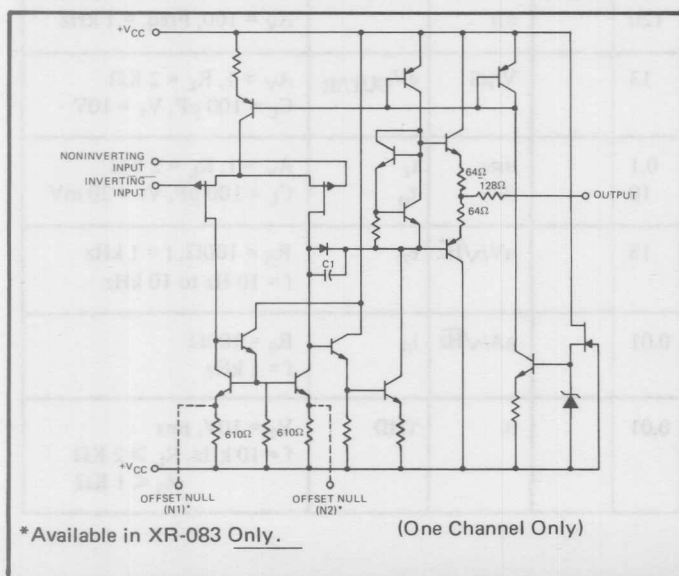 +VCC
NONINVERTING
INPUT
INVERTING
INPUT
64Ω
128Ω
64Ω
OUTPUT
C1
610Ω
610Ω
+VCC
OFFSET NULL
(N1)*
OFFSET NULL
(N2)*
*Available in XR-083 Only.
(One Channel Only)